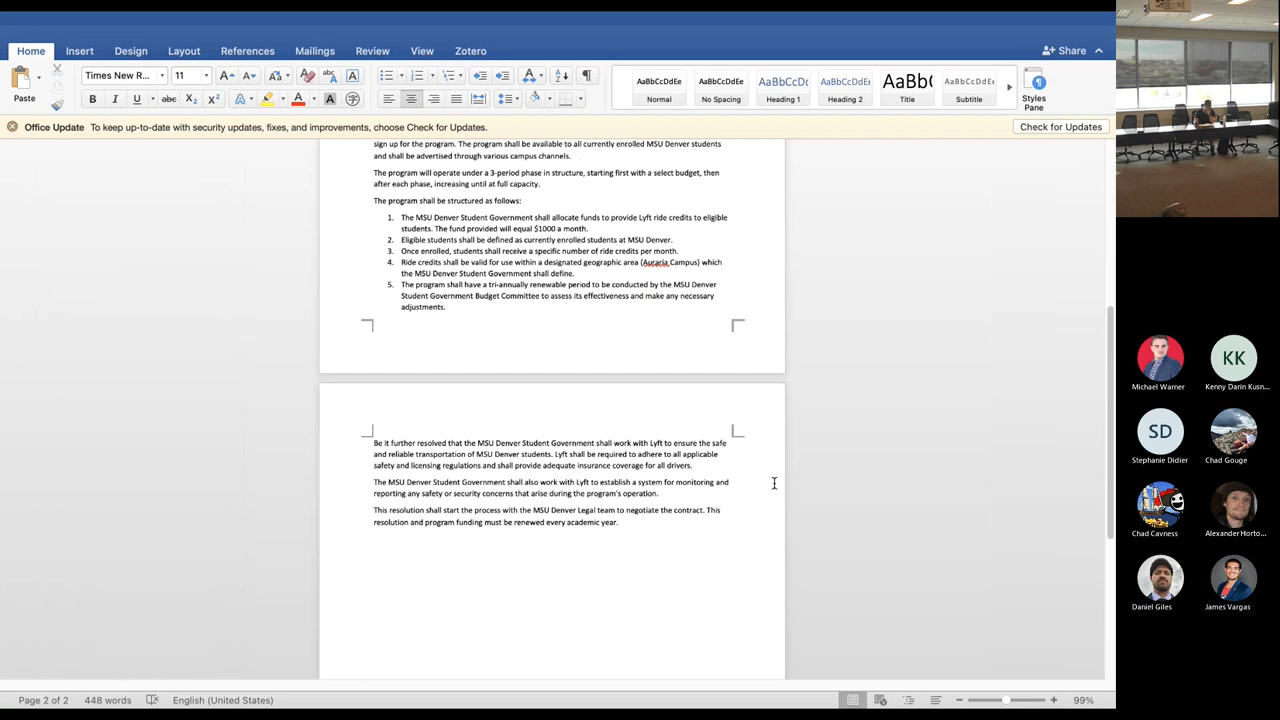 Home Insert Design Layout References Mailings Review View Zotero Share
Paste Times New R... 11
AaBbCcDdEe AaBbCcDdEe AaBbCcDc AaBbCcDdEe AaBb( AaBbCcDdEe
Normal No Spacing Heading 1 Heading 2 Title Subtitle Styles Pane
Office Update To keep up-to-date with security updates, fixes, and improvements, choose Check for Updates. Check for Updates
sign up for the program. The program shall be available to all currently enrolled MSU Denver students
and shall be advertised through various campus channels.
The program will operate under a 3-period phase in structure, starting first with a select budget, then
after each phase, increasing until at full capacity.
The program shall be structured as follows:
1. The MSU Denver Student Government shall allocate funds to provide Lyft ride credits to eligible
students. The fund provided will equal $1000 a month.
2. Eligible students shall be defined as currently enrolled students at MSU Denver.
3. Once enrolled, students shall receive a specific number of ride credits per month.
4. Ride credits shall be valid for use within a designated geographic area (Auraria Campus) which
the MSU Denver Student Government shall define.
5. The program shall have a tri-annually renewable period to be conducted by the MSU Denver
Student Government Budget Committee to assess its effectiveness and make any necessary
adjustments.
Be it further resolved that the MSU Denver Student Government shall work with Lyft to ensure the safe
and reliable transportation of MSU Denver students. Lyft shall be required to adhere to all applicable
safety and licensing regulations and shall provide adequate insurance coverage for all drivers.
The MSU Denver Student Government shall also work with Lyft to establish a system for monitoring and
reporting any safety or security concerns that arise during the program's operation.
This resolution shall start the process with the MSU Denver Legal team to negotiate the contract. This
resolution and program funding must be renewed every academic year.
Page 2 of 2 448 words English (United States) 99%
KK
Michael Warner Kenny Darin Kusn...
SD
Stephanie Didier Chad Gouge
Chad Cavness Alexander Horto...
Daniel Giles James Vargas